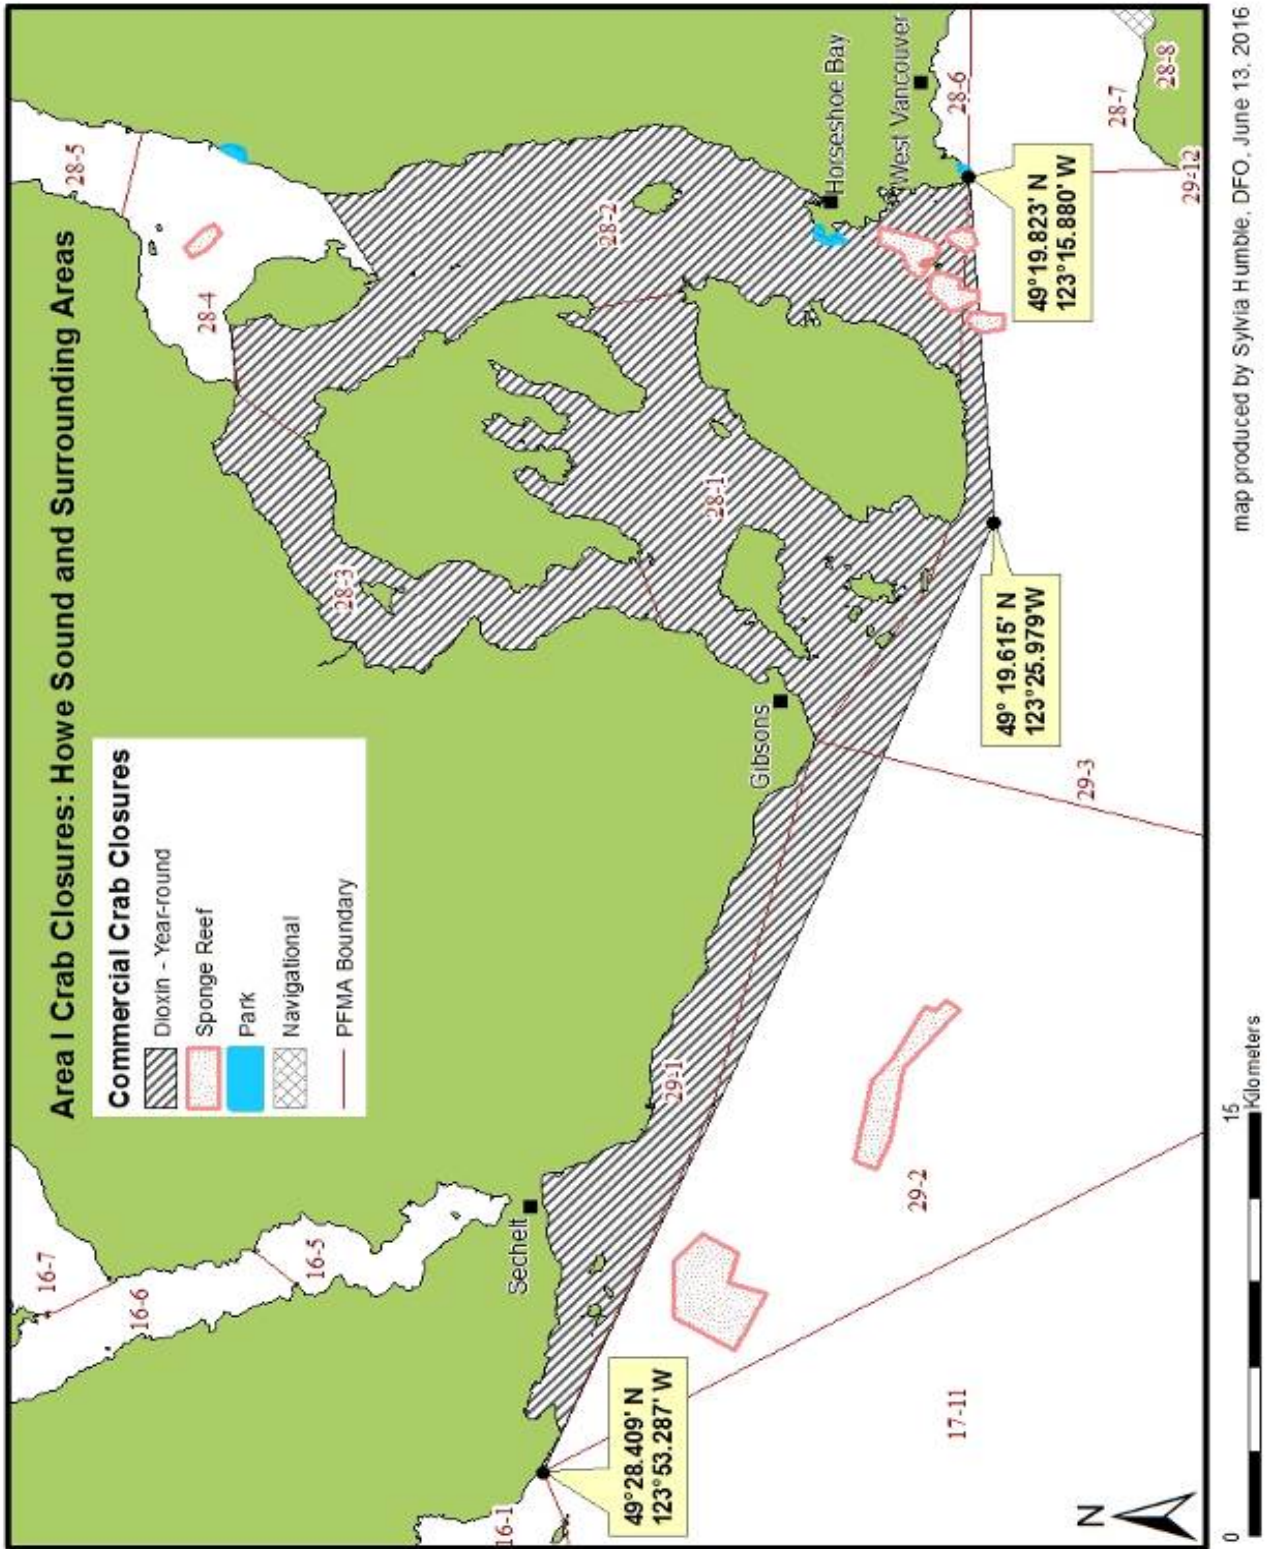 Area I Crab Closures: Howe Sound and Surrounding Areas
Commercial Crab Closures
Dioxin - Year-round
Sponge Reef
Park
Navigational
PFMA Boundary
16-7
16-6
16-5
16-1
Sechelt
28-5
28-4
28-3
28-2
28-1
Horseshoe Bay
West Vancouver
28-6
28-7
28-8
29-12
Gibsons
29-1
29-3
29-2
17-11
49°28.409' N
123°53.287' W
49° 19.615' N
123°25.979'W
49°19.823' N
123°15.880' W
N
0
15
Kilometers
map produced by Sylvia Humble, DFO, June 13, 2016